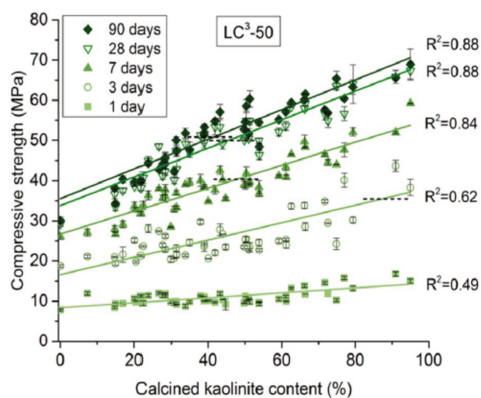 LC³-50
90 days
28 days
7 days
3 days
1 day
R²=0.88
R²=0.88
R²=0.84
R²=0.62
R²=0.49
80
70
60
50
40
30
20
10
0
0 20 40 60 80 100
Compressive strength (MPa)
Calcined kaolinite content (%)